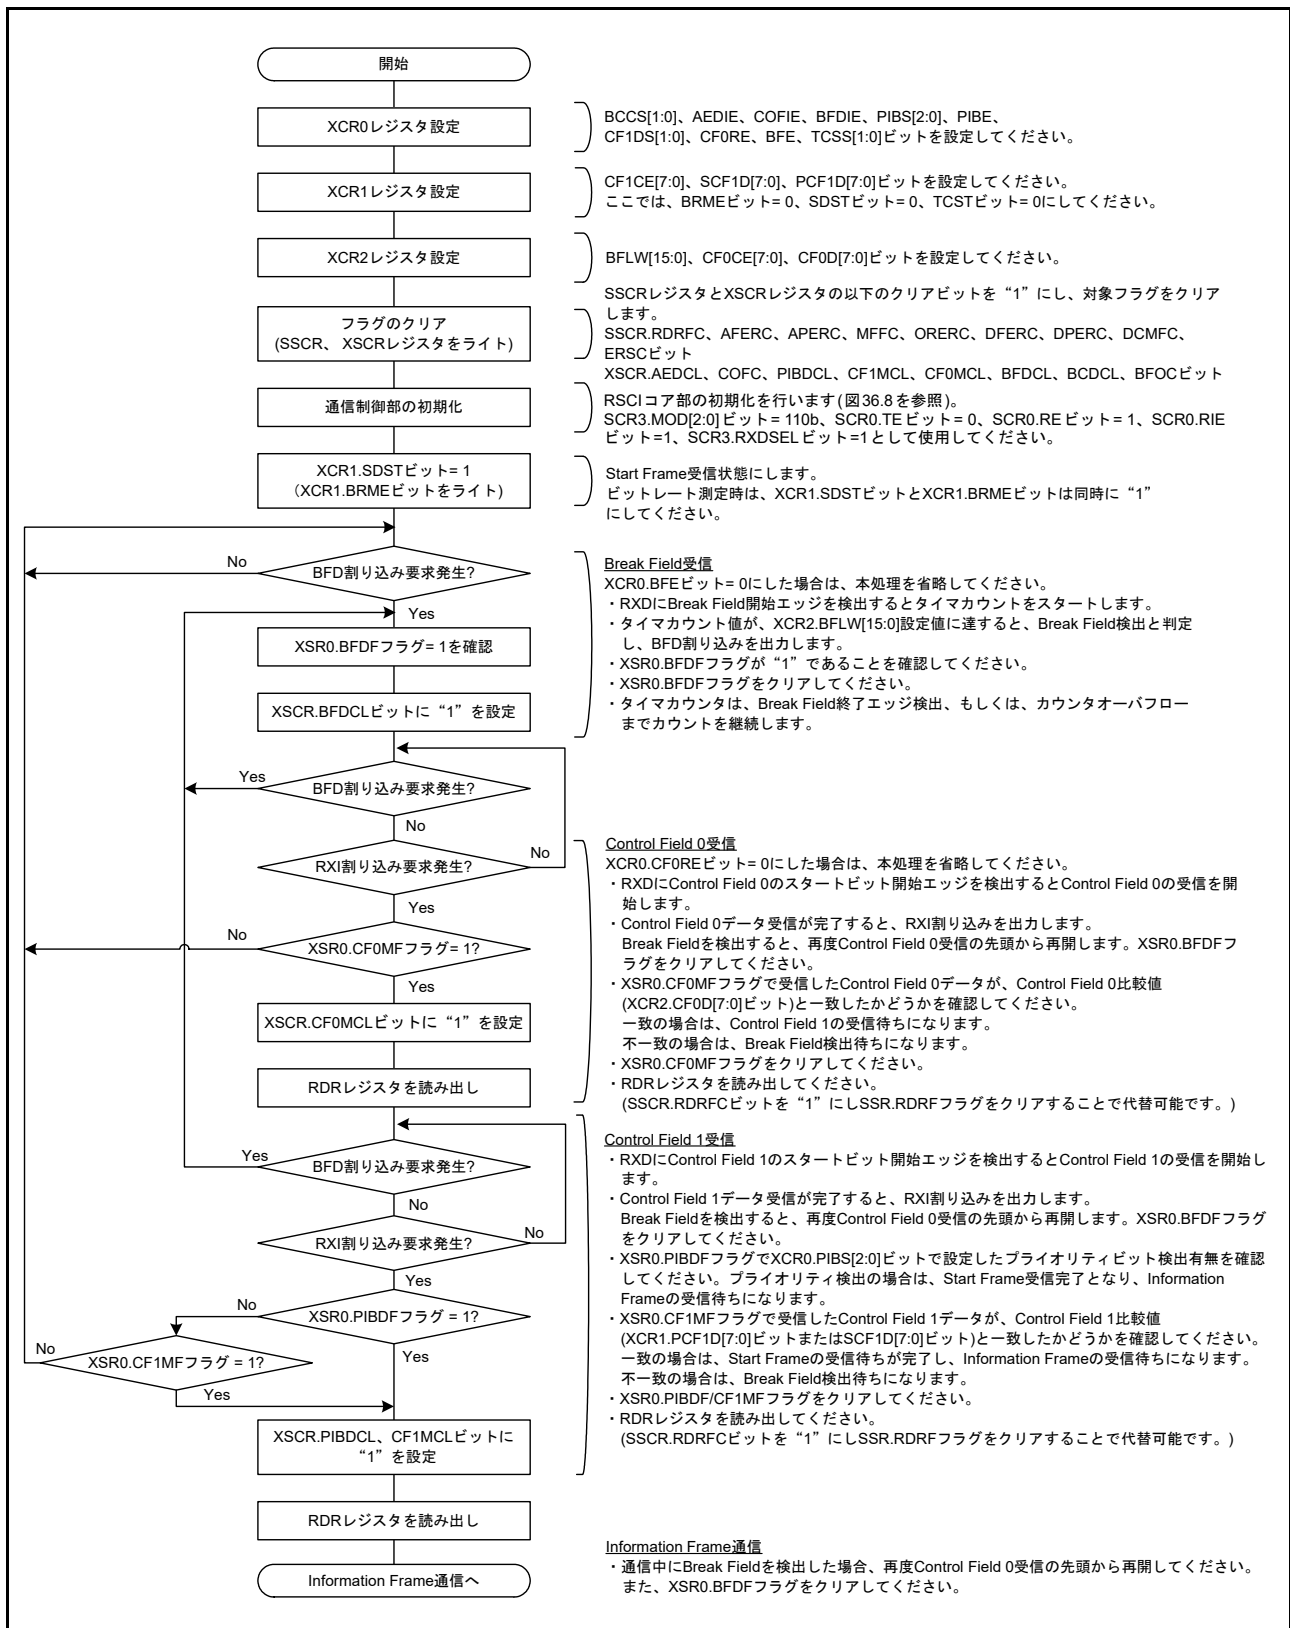 開始
XCR0レジスタ設定
BCCS[1:0]、AEDIE、COFIE、BFDIE、PIBS[2:0]、PIBE、
CF1DS[1:0]、CF0RE、BFE、TCSS[1:0]ビットを設定してください。
XCR1レジスタ設定
CF1CE[7:0]、SCF1D[7:0]、PCF1D[7:0]ビットを設定してください。
ここでは、BRMEビット= 0、SDSTビット= 0、TCSTビット= 0にしてください。
XCR2レジスタ設定
BFLW[15:0]、CF0CE[7:0]、CF0D[7:0]ビットを設定してください。
フラグのクリア
(SSCR、 XSCRレジスタをライト)
SSCRレジスタとXSCRレジスタの以下のクリアビットを“1”にし、対象フラグをクリア
します。
SSCR.RDRFC、AFERC、APERC、MFFC、ORERC、DFERC、DPERC、DCMFC、
ERSCビット
XSCR.AEDCL、COFC、PIBDCL、CF1MCL、CF0MCL、BFDCL、BCDCL、BFOCビット
通信制御部の初期化
RSCIコア部の初期化を行います(図36.8を参照)。
SCR3.MOD[2:0]ビット= 110b、SCR0.TEビット= 0、SCR0.REビット= 1、SCR0.RIE
ビット=1、SCR3.RXDSELビット=1として使用してください。
XCR1.SDSTビット= 1
（XCR1.BRMEビットをライト)
Start Frame受信状態にします。
ビットレート測定時は、XCR1.SDSTビットとXCR1.BRMEビットは同時に“1”
にしてください。
BFD割り込み要求発生?
No
Yes
XSR0.BFDFフラグ= 1を確認
XSCR.BFDCLビットに“1”を設定
Break Field受信
XCR0.BFEビット= 0にした場合は、本処理を省略してください。
・RXDにBreak Field開始エッジを検出するとタイマカウントをスタートします。
・タイマカウント値が、XCR2.BFLW[15:0]設定値に達すると、Break Field検出と判定
し、BFD割り込みを出力します。
・XSR0.BFDFフラグが“1”であることを確認してください。
・XSR0.BFDFフラグをクリアしてください。
・タイマカウンタは、Break Field終了エッジ検出、もしくは、カウンタオーバフロー
までカウントを継続します。
BFD割り込み要求発生?
Yes
No
RXI割り込み要求発生?
No
Yes
XSR0.CF0MFフラグ= 1?
No
Yes
XSCR.CF0MCLビットに“1”を設定
RDRレジスタを読み出し
Control Field 0受信
XCR0.CF0REビット= 0にした場合は、本処理を省略してください。
・RXDにControl Field 0のスタートビット開始エッジを検出するとControl Field 0の受信を開
始します。
・Control Field 0データ受信が完了すると、RXI割り込みを出力します。
Break Fieldを検出すると、再度Control Field 0受信の先頭から再開します。XSR0.BFDFフ
ラグをクリアしてください。
・XSR0.CF0MFフラグで受信したControl Field 0データが、Control Field 0比較値
(XCR2.CF0D[7:0]ビット)と一致したかどうかを確認してください。
一致の場合は、Control Field 1の受信待ちになります。
不一致の場合は、Break Field検出待ちになります。
・XSR0.CF0MFフラグをクリアしてください。
・RDRレジスタを読み出してください。
(SSCR.RDRFCビットを“1”にしSSR.RDRFフラグをクリアすることで代替可能です。)
BFD割り込み要求発生?
Yes
No
RXI割り込み要求発生?
No
Yes
XSR0.PIBDFフラグ = 1?
No
Yes
XSR0.CF1MFフラグ = 1?
No
Yes
XSCR.PIBDCL、CF1MCLビットに
“1”を設定
RDRレジスタを読み出し
Control Field 1受信
・RXDにControl Field 1のスタートビット開始エッジを検出するとControl Field 1の受信を開始し
ます。
・Control Field 1データ受信が完了すると、RXI割り込みを出力します。
Break Fieldを検出すると、再度Control Field 0受信の先頭から再開します。XSR0.BFDFフラグ
をクリアしてください。
・XSR0.PIBDFフラグでXCR0.PIBS[2:0]ビットで設定したプライオリティビット検出有無を確認
してください。プライオリティ検出の場合は、Start Frame受信完了となり、Information
Frameの受信待ちになります。
・XSR0.CF1MFフラグで受信したControl Field 1データが、Control Field 1比較値
(XCR1.PCF1D[7:0]ビットまたはSCF1D[7:0]ビット)と一致したかどうかを確認してください。
一致の場合は、Start Frameの受信待ちが完了し、Information Frameの受信待ちになります。
不一致の場合は、Break Field検出待ちになります。
・XSR0.PIBDF/CF1MFフラグをクリアしてください。
・RDRレジスタを読み出してください。
(SSCR.RDRFCビットを“1”にしSSR.RDRFフラグをクリアすることで代替可能です。)
Information Frame通信へ
Information Frame通信
・通信中にBreak Fieldを検出した場合、再度Control Field 0受信の先頭から再開してください。
また、XSR0.BFDFフラグをクリアしてください。